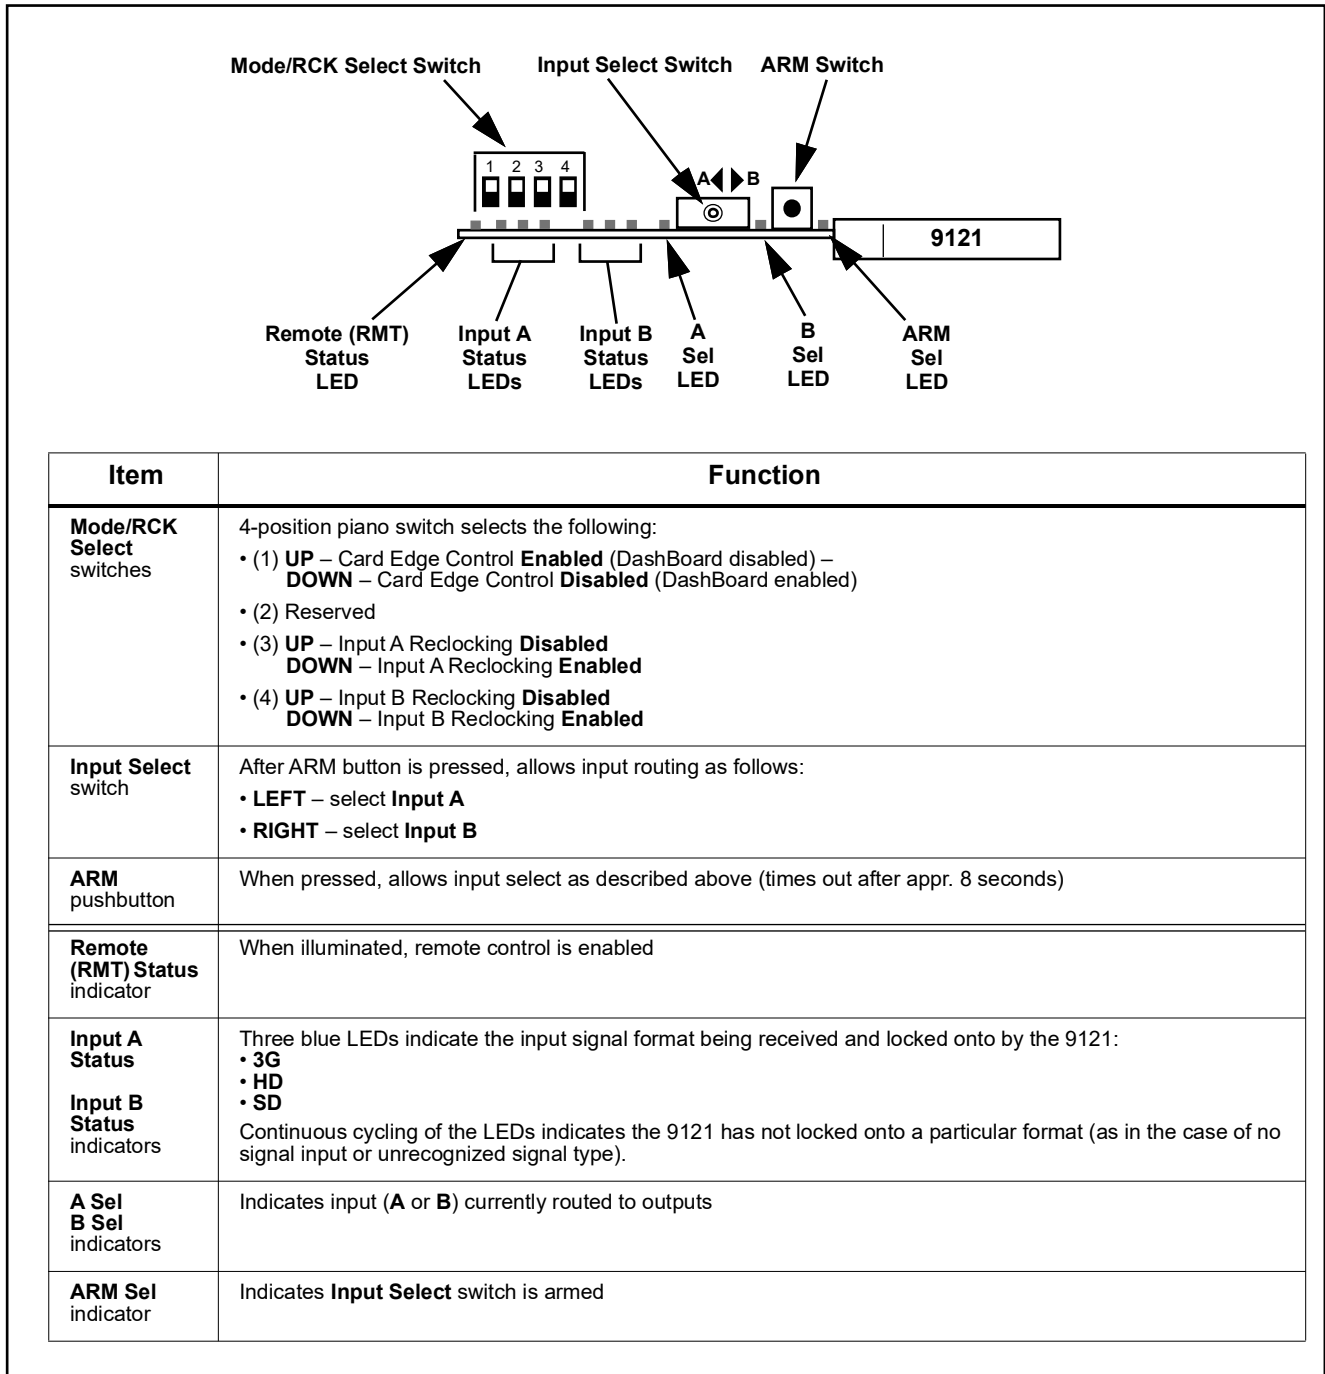 Mode/RCK Select Switch Input Select Switch ARM Switch
1 2 3 4
A B
9121
Remote (RMT) Input A Input B A B ARM
Status Status Status Sel Sel Sel
LED LEDs LEDs LED LED LED
Item Function
Mode/RCK 4-position piano switch selects the following:
Select
switches
• (1) UP – Card Edge Control Enabled (DashBoard disabled) –
DOWN – Card Edge Control Disabled (DashBoard enabled)
• (2) Reserved
• (3) UP – Input A Reclocking Disabled
DOWN – Input A Reclocking Enabled
• (4) UP – Input B Reclocking Disabled
DOWN – Input B Reclocking Enabled
Input Select After ARM button is pressed, allows input routing as follows:
switch
• LEFT – select Input A
• RIGHT – select Input B
ARM When pressed, allows input select as described above (times out after appr. 8 seconds)
pushbutton
Remote When illuminated, remote control is enabled
(RMT) Status
indicator
Input A Three blue LEDs indicate the input signal format being received and locked onto by the 9121:
Status • 3G
• HD
Input B • SD
Status Continuous cycling of the LEDs indicates the 9121 has not locked onto a particular format (as in the case of no
indicators signal input or unrecognized signal type).
A Sel Indicates input (A or B) currently routed to outputs
B Sel
indicators
ARM Sel Indicates Input Select switch is armed
indicator